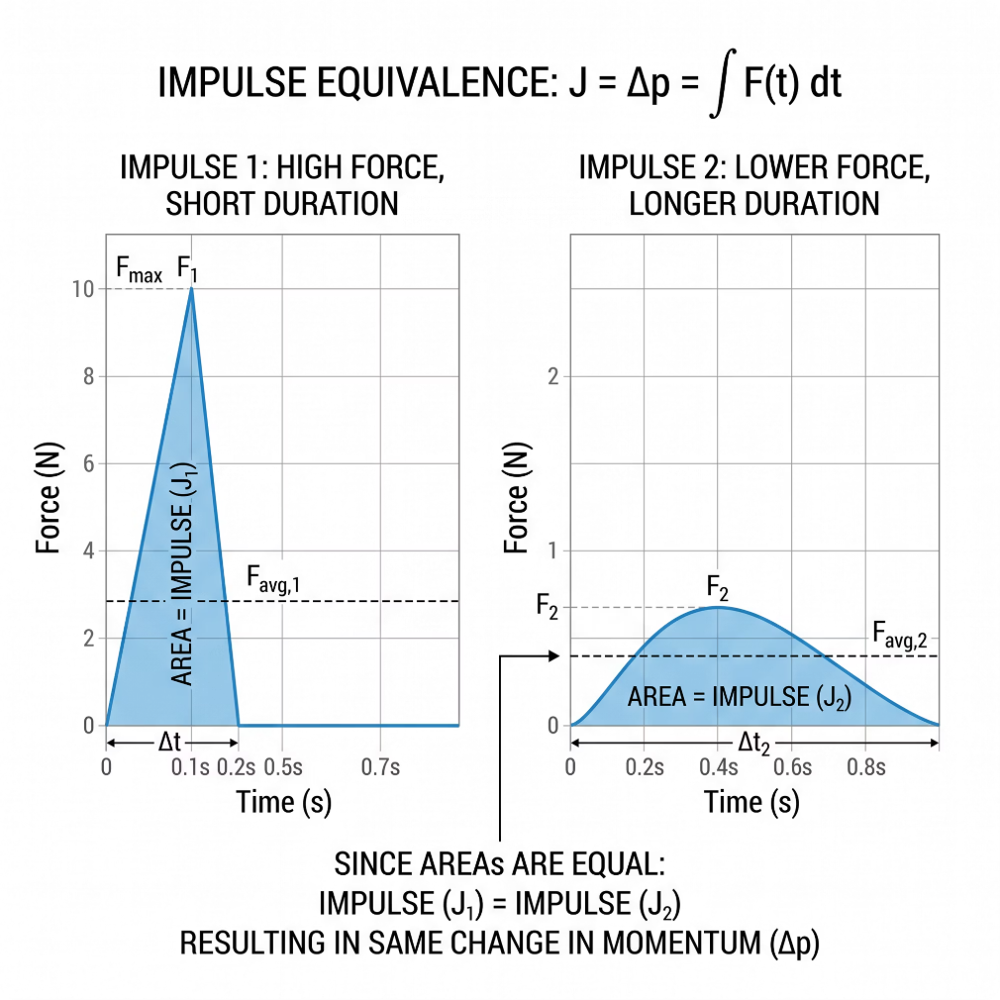 IMPULSE EQUIVALENCE: J = Δp = ∫ F(t) dt
IMPULSE 1: HIGH FORCE,
SHORT DURATION
Fmax F₁
10
8
6
4
2
0
Force (N)
AREA = IMPULSE (J₁)
Favg,1
Δt
0 0.1s 0.2s 0.5s 0.7s
Time (s)
IMPULSE 2: LOWER FORCE,
LONGER DURATION
2
1
0
Force (N)
F₂
F₂
Favg,2
AREA = IMPULSE (J₂)
Δt₂
0 0.2s 0.4s 0.6s 0.8s
Time (s)
SINCE AREAs ARE EQUAL:
IMPULSE (J₁) = IMPULSE (J₂)
RESULTING IN SAME CHANGE IN MOMENTUM (Δp)